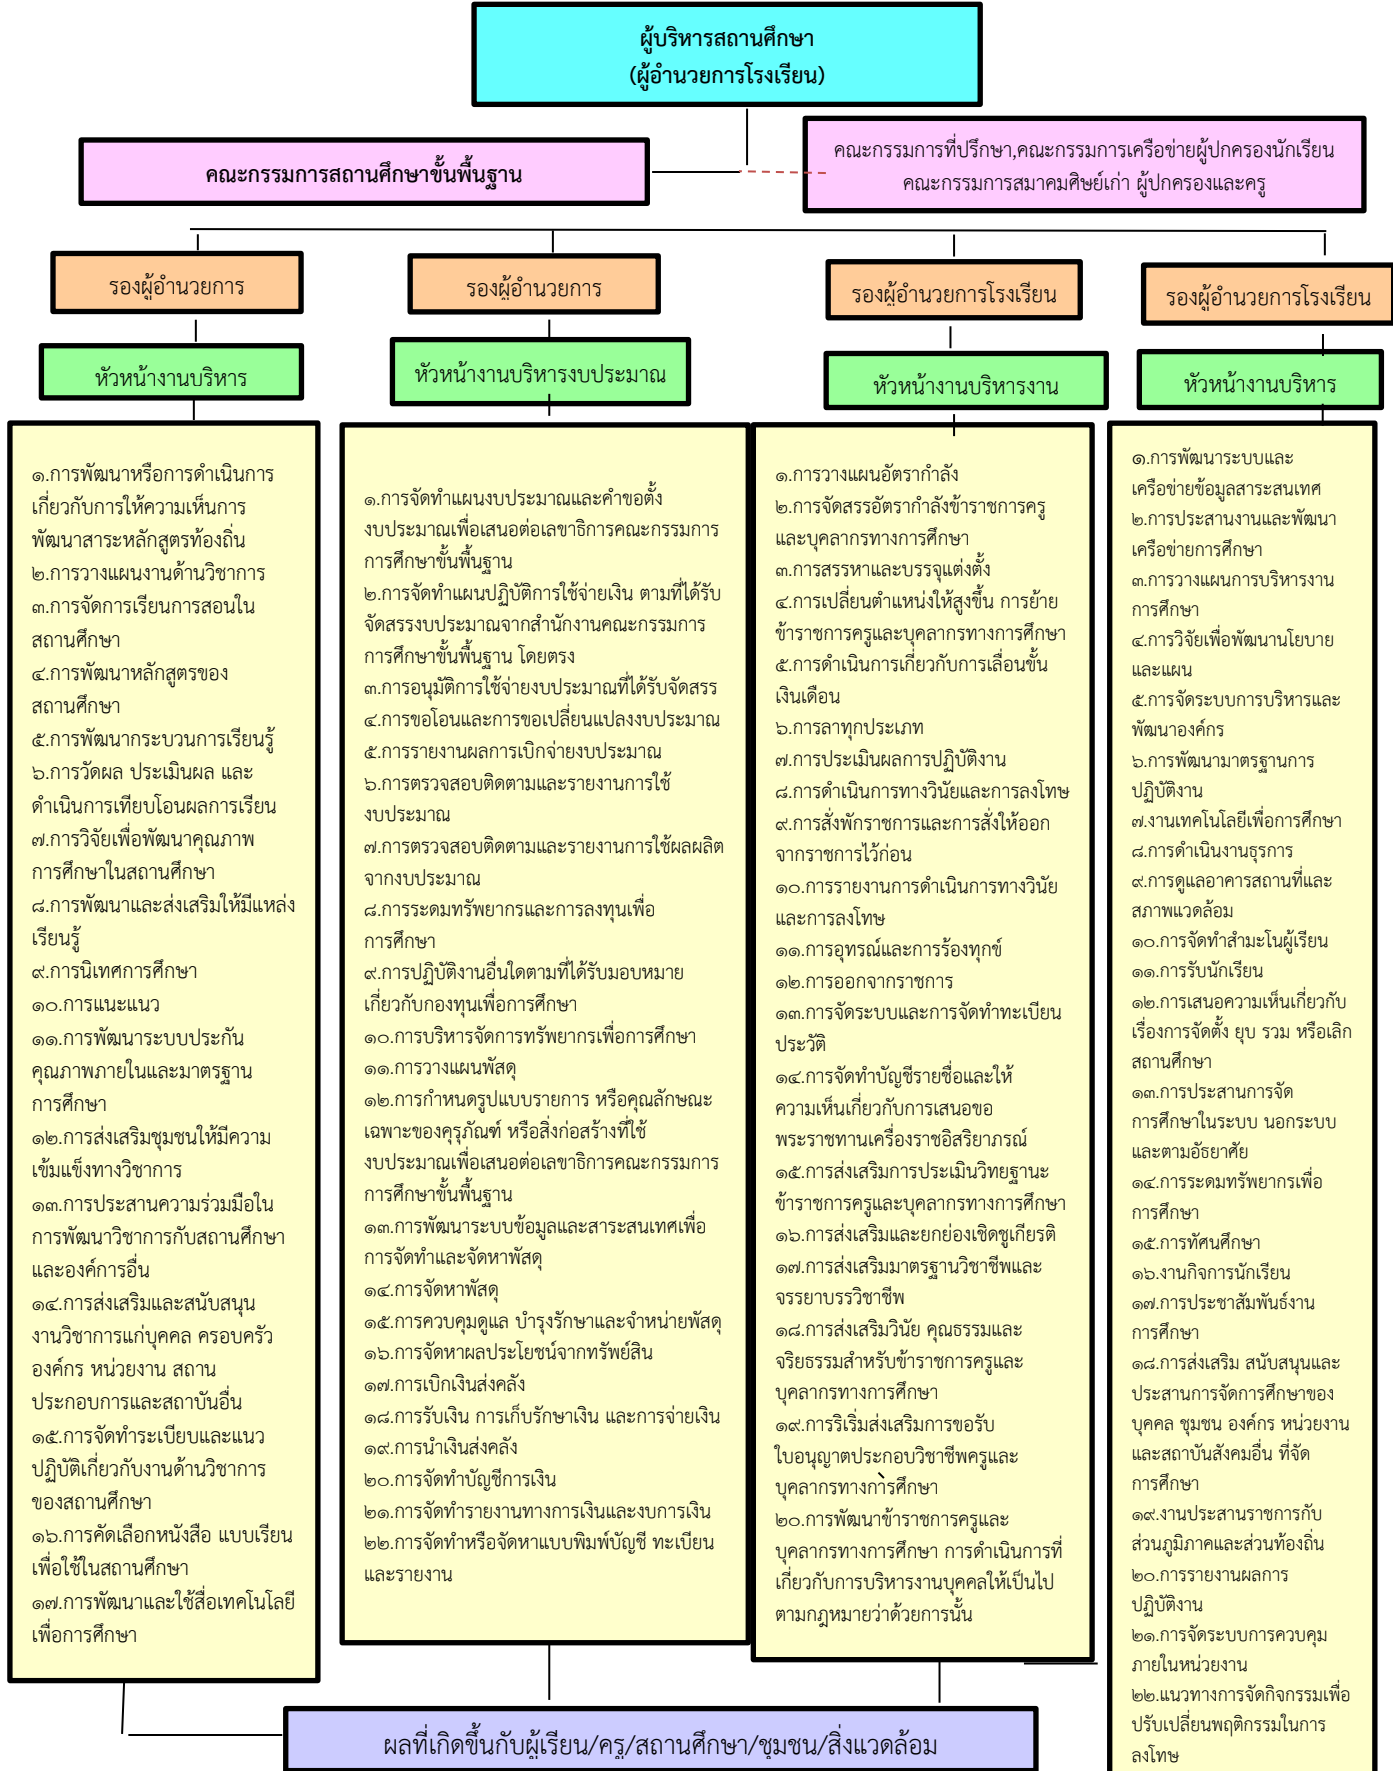 ผู้บริหารสถานศึกษา
(ผู้อำนวยการโรงเรียน)
คณะกรรมการสถานศึกษาขั้นพื้นฐาน
คณะกรรมการที่ปรึกษา,คณะกรรมการเครือข่ายผู้ปกครองนักเรียน
คณะกรรมการสมาคมศิษย์เก่า ผู้ปกครองและครู
รองผู้อำนวยการ
รองผู้อำนวยการ
รองผู้อำนวยการโรงเรียน
รองผู้อำนวยการโรงเรียน
หัวหน้างานบริหาร
หัวหน้างานบริหารงบประมาณ
หัวหน้างานบริหารงาน
หัวหน้างานบริหาร
๑.การพัฒนาหรือการดำเนินการ
เกี่ยวกับการให้ความเห็นการ
พัฒนาสาระหลักสูตรท้องถิ่น
๒.การวางแผนงานด้านวิชาการ
๓.การจัดการเรียนการสอนใน
สถานศึกษา
๔.การพัฒนาหลักสูตรของ
สถานศึกษา
๕.การพัฒนากระบวนการเรียนรู้
๖.การวัดผล ประเมินผล และ
ดำเนินการเทียบโอนผลการเรียน
๗.การวิจัยเพื่อพัฒนาคุณภาพ
การศึกษาในสถานศึกษา
๘.การพัฒนาและส่งเสริมให้มีแหล่ง
เรียนรู้
๙.การนิเทศการศึกษา
๑๐.การแนะแนว
๑๑.การพัฒนาระบบประกัน
คุณภาพภายในและมาตรฐาน
การศึกษา
๑๒.การส่งเสริมชุมชนให้มีความ
เข้มแข็งทางวิชาการ
๑๓.การประสานความร่วมมือใน
การพัฒนาวิชาการกับสถานศึกษา
และองค์การอื่น
๑๔.การส่งเสริมและสนับสนุน
งานวิชาการแก่บุคคล ครอบครัว
องค์กร หน่วยงาน สถาน
ประกอบการและสถาบันอื่น
๑๕.การจัดทำระเบียบและแนว
ปฏิบัติเกี่ยวกับงานด้านวิชาการ
ของสถานศึกษา
๑๖.การคัดเลือกหนังสือ แบบเรียน
เพื่อใช้ในสถานศึกษา
๑๗.การพัฒนาและใช้สื่อเทคโนโลยี
เพื่อการศึกษา
๑.การจัดทำแผนงบประมาณและคำขอตั้ง
งบประมาณเพื่อเสนอต่อเลขาธิการคณะกรรมการ
การศึกษาขั้นพื้นฐาน
๒.การจัดทำแผนปฏิบัติการใช้จ่ายเงิน ตามที่ได้รับ
จัดสรรงบประมาณจากสำนักงานคณะกรรมการ
การศึกษาขั้นพื้นฐาน โดยตรง
๓.การอนุมัติการใช้จ่ายงบประมาณที่ได้รับจัดสรร
๔.การขอโอนและการขอเปลี่ยนแปลงงบประมาณ
๕.การรายงานผลการเบิกจ่ายงบประมาณ
๖.การตรวจสอบติดตามและรายงานการใช้
งบประมาณ
๗.การตรวจสอบติดตามและรายงานการใช้ผลผลิต
จากงบประมาณ
๘.การระดมทรัพยากรและการลงทุนเพื่อ
การศึกษา
๙.การปฏิบัติงานอื่นใดตามที่ได้รับมอบหมาย
เกี่ยวกับกองทุนเพื่อการศึกษา
๑๐.การบริหารจัดการทรัพยากรเพื่อการศึกษา
๑๑.การวางแผนพัสดุ
๑๒.การกำหนดรูปแบบรายการ หรือคุณลักษณะ
เฉพาะของคุรุภัณฑ์ หรือสิ่งก่อสร้างที่ใช้
งบประมาณเพื่อเสนอต่อเลขาธิการคณะกรรมการ
การศึกษาขั้นพื้นฐาน
๑๓.การพัฒนาระบบข้อมูลและสาระสนเทศเพื่อ
การจัดทำและจัดหาพัสดุ
๑๔.การจัดหาพัสดุ
๑๕.การควบคุมดูแล บำรุงรักษาและจำหน่ายพัสดุ
๑๖.การจัดหาผลประโยชน์จากทรัพย์สิน
๑๗.การเบิกเงินส่งคลัง
๑๘.การรับเงิน การเก็บรักษาเงิน และการจ่ายเงิน
๑๙.การนำเงินส่งคลัง
๒๐.การจัดทำบัญชีการเงิน
๒๑.การจัดทำรายงานทางการเงินและงบการเงิน
๒๒.การจัดทำหรือจัดหาแบบพิมพ์บัญชี ทะเบียน
และรายงาน
๑.การวางแผนอัตรากำลัง
๒.การจัดสรรอัตรากำลังข้าราชการครู
และบุคลากรทางการศึกษา
๓.การสรรหาและบรรจุแต่งตั้ง
๔.การเปลี่ยนตำแหน่งให้สูงขึ้น การย้าย
ข้าราชการครูและบุคลากรทางการศึกษา
๕.การดำเนินการเกี่ยวกับการเลื่อนขั้น
เงินเดือน
๖.การลาทุกประเภท
๗.การประเมินผลการปฏิบัติงาน
๘.การดำเนินการทางวินัยและการลงโทษ
๙.การสั่งพักราชการและการสั่งให้ออก
จากราชการไว้ก่อน
๑๐.การรายงานการดำเนินการทางวินัย
และการลงโทษ
๑๑.การอุทรณ์และการร้องทุกข์
๑๒.การออกจากราชการ
๑๓.การจัดระบบและการจัดทำทะเบียน
ประวัติ
๑๔.การจัดทำบัญชีรายชื่อและให้
ความเห็นเกี่ยวกับการเสนอขอ
พระราชทานเครื่องราชอิสริยาภรณ์
๑๕.การส่งเสริมการประเมินวิทยฐานะ
ข้าราชการครูและบุคลากรทางการศึกษา
๑๖.การส่งเสริมและยกย่องเชิดชูเกียรติ
๑๗.การส่งเสริมมาตรฐานวิชาชีพและ
จรรยาบรรวิชาชีพ
๑๘.การส่งเสริมวินัย คุณธรรมและ
จริยธรรมสำหรับข้าราชการครูและ
บุคลากรทางการศึกษา
๑๙.การริเริ่มส่งเสริมการขอรับ
ใบอนุญาตประกอบวิชาชีพครูและ
บุคลากรทางการศึกษา
๒๐.การพัฒนาข้าราชการครูและ
บุคลากรทางการศึกษา การดำเนินการที่
เกี่ยวกับการบริหารงานบุคคลให้เป็นไป
ตามกฎหมายว่าด้วยการนั้น
๑.การพัฒนาระบบและ
เครือข่ายข้อมูลสาระสนเทศ
๒.การประสานงานและพัฒนา
เครือข่ายการศึกษา
๓.การวางแผนการบริหารงาน
การศึกษา
๔.การวิจัยเพื่อพัฒนานโยบาย
และแผน
๕.การจัดระบบการบริหารและ
พัฒนาองค์กร
๖.การพัฒนามาตรฐานการ
ปฏิบัติงาน
๗.งานเทคโนโลยีเพื่อการศึกษา
๘.การดำเนินงานธุรการ
๙.การดูแลอาคารสถานที่และ
สภาพแวดล้อม
๑๐.การจัดทำสำมะโนผู้เรียน
๑๑.การรับนักเรียน
๑๒.การเสนอความเห็นเกี่ยวกับ
เรื่องการจัดตั้ง ยุบ รวม หรือเลิก
สถานศึกษา
๑๓.การประสานการจัด
การศึกษาในระบบ นอกระบบ
และตามอัธยาศัย
๑๔.การระดมทรัพยากรเพื่อ
การศึกษา
๑๕.การทัศนศึกษา
๑๖.งานกิจการนักเรียน
๑๗.การประชาสัมพันธ์งาน
การศึกษา
๑๘.การส่งเสริม สนับสนุนและ
ประสานการจัดการศึกษาของ
บุคคล ชุมชน องค์กร หน่วยงาน
และสถาบันสังคมอื่น ที่จัด
การศึกษา
๑๙.งานประสานราชการกับ
ส่วนภูมิภาคและส่วนท้องถิ่น
๒๐.การรายงานผลการ
ปฏิบัติงาน
๒๑.การจัดระบบการควบคุม
ภายในหน่วยงาน
๒๒.แนวทางการจัดกิจกรรมเพื่อ
ปรับเปลี่ยนพฤติกรรมในการ
ลงโทษ
ผลที่เกิดขึ้นกับผู้เรียน/ครู/สถานศึกษา/ชุมชน/สิ่งแวดล้อม